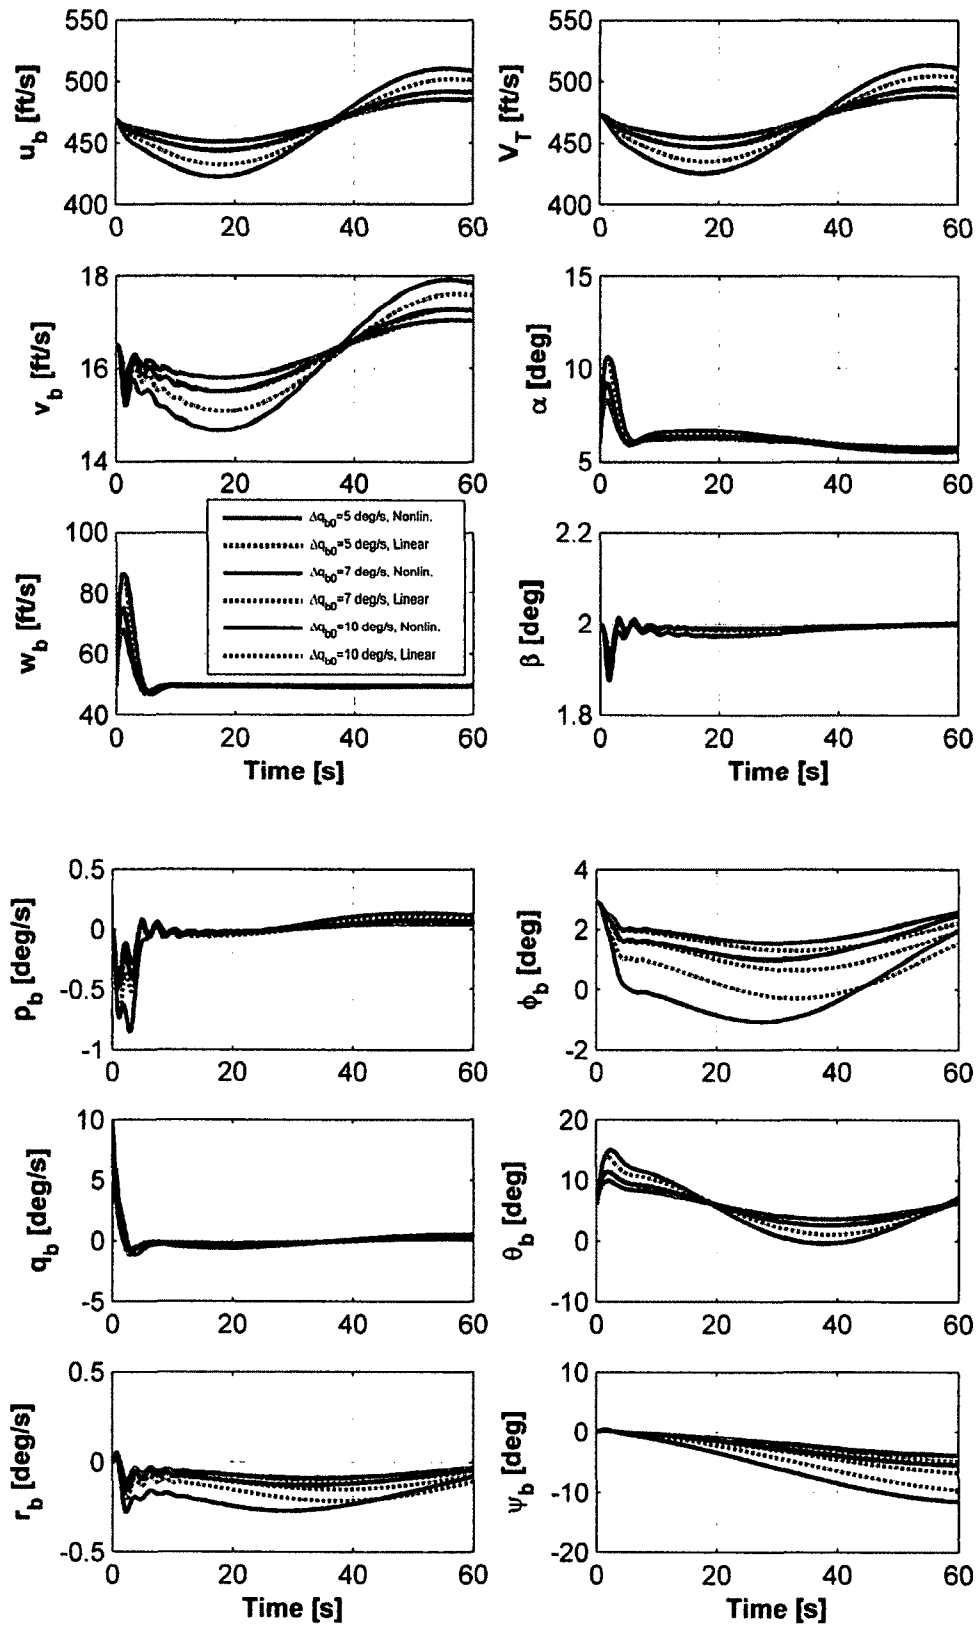 550
500
450
400
u_b [ft/s]
0 20 40 60
550
500
450
400
V_T [ft/s]
0 20 40 60
18
16
14
v_b [ft/s]
0 20 40 60
15
10
5
α [deg]
0 20 40 60
100
80
60
40
w_b [ft/s]
Δq_b0=5 deg/s, Nonlin.
Δq_b0=5 deg/s, Linear
Δq_b0=7 deg/s, Nonlin.
Δq_b0=7 deg/s, Linear
Δq_b0=10 deg/s, Nonlin.
Δq_b0=10 deg/s, Linear
0 20 40 60
Time [s]
2.2
2
1.8
β [deg]
0 20 40 60
Time [s]
0.5
0
-0.5
-1
p_b [deg/s]
0 20 40 60
4
2
0
-2
ϕ_b [deg]
0 20 40 60
10
5
0
-5
q_b [deg/s]
0 20 40 60
20
10
0
-10
θ_b [deg]
0 20 40 60
0.5
0
-0.5
r_b [deg/s]
0 20 40 60
Time [s]
10
0
-10
-20
ψ_b [deg]
0 20 40 60
Time [s]